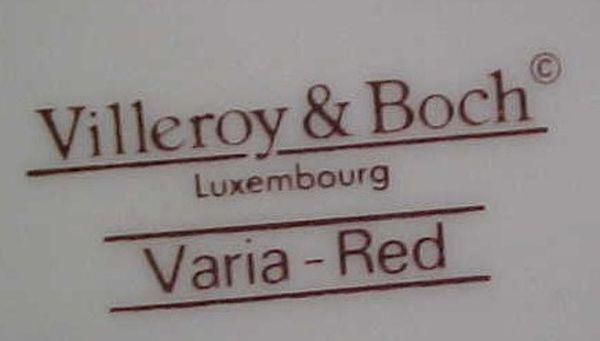 Villeroy & Boch©
Luxembourg
Varia - Red